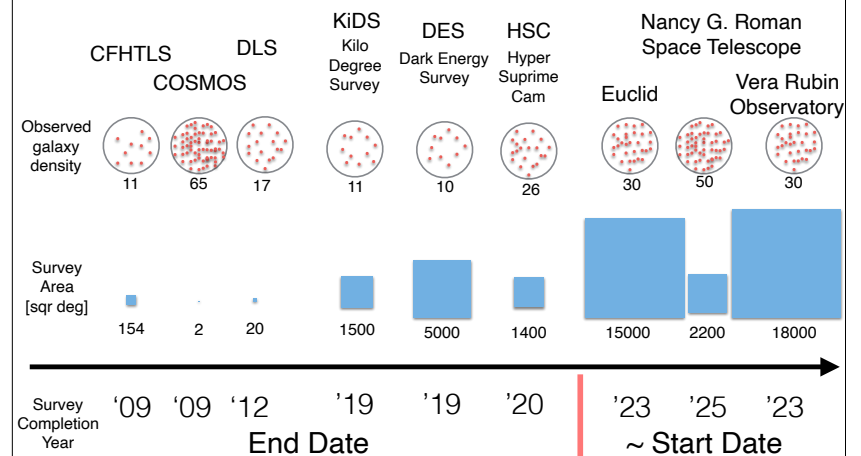 CFHTLS
COSMOS
DLS
KiDS
Kilo
Degree
Survey
DES
Dark Energy
Survey
HSC
Hyper
Suprime
Cam
Nancy G. Roman
Space Telescope
Euclid
Vera Rubin
Observatory
Observed
galaxy
density
11
65
17
11
10
26
30
50
30
Survey
Area
[sqr deg]
154
2
20
1500
5000
1400
15000
2200
18000
Survey
Completion
Year
‘09
‘09
‘12
’19
’19
’20
’23
’25
’23
End Date
~ Start Date